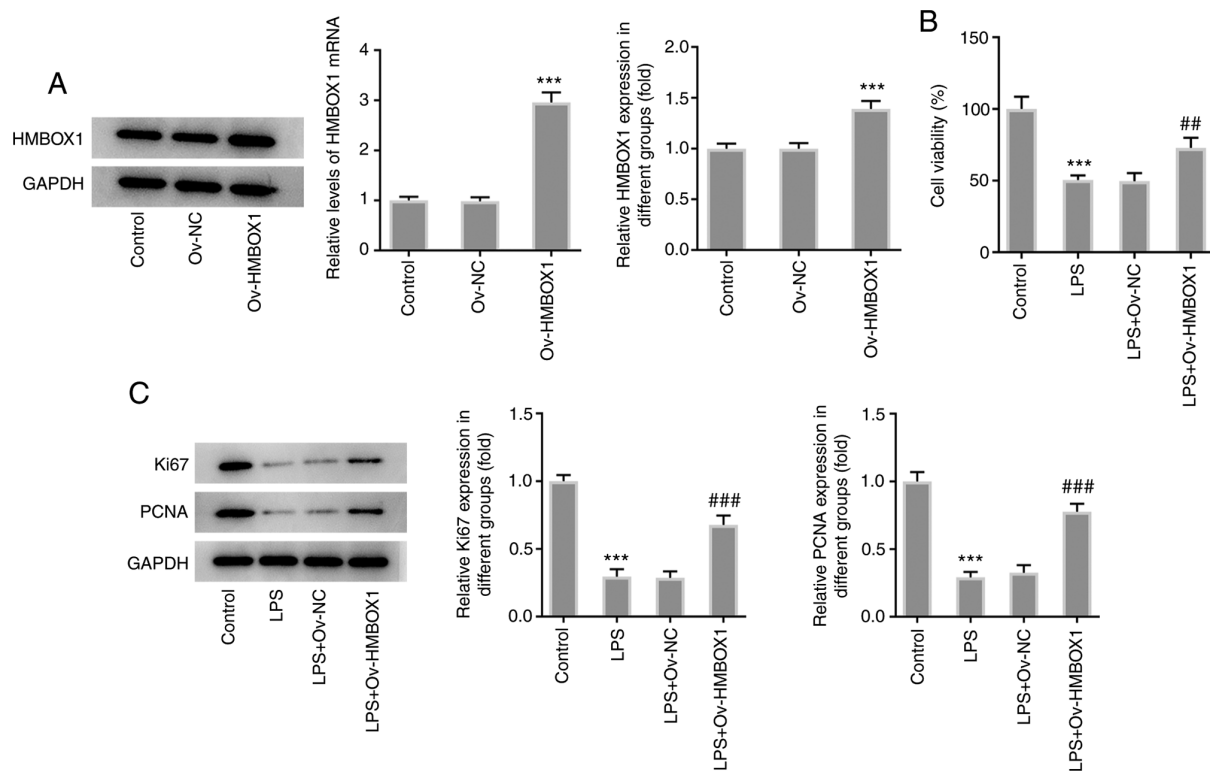 A
HMBOX1
GAPDH
Control
Ov-NC
Ov-HMBOX1
Relative levels of HMBOX1 mRNA
4
3
2
1
0
***
Control
Ov-NC
Ov-HMBOX1
Relative HMBOX1 expression in
different groups (fold)
2.0
1.5
1.0
0.5
0.0
***
Control
Ov-NC
Ov-HMBOX1
B
Cell viability (%)
150
100
50
0
***
##
Control
LPS
LPS+Ov-NC
LPS+Ov-HMBOX1
C
Ki67
PCNA
GAPDH
Control
LPS
LPS+Ov-NC
LPS+Ov-HMBOX1
Relative Ki67 expression in
different groups (fold)
1.5
1.0
0.5
0.0
***
###
Control
LPS
LPS+Ov-NC
LPS+Ov-HMBOX1
Relative PCNA expression in
different groups (fold)
1.5
1.0
0.5
0.0
***
###
Control
LPS
LPS+Ov-NC
LPS+Ov-HMBOX1